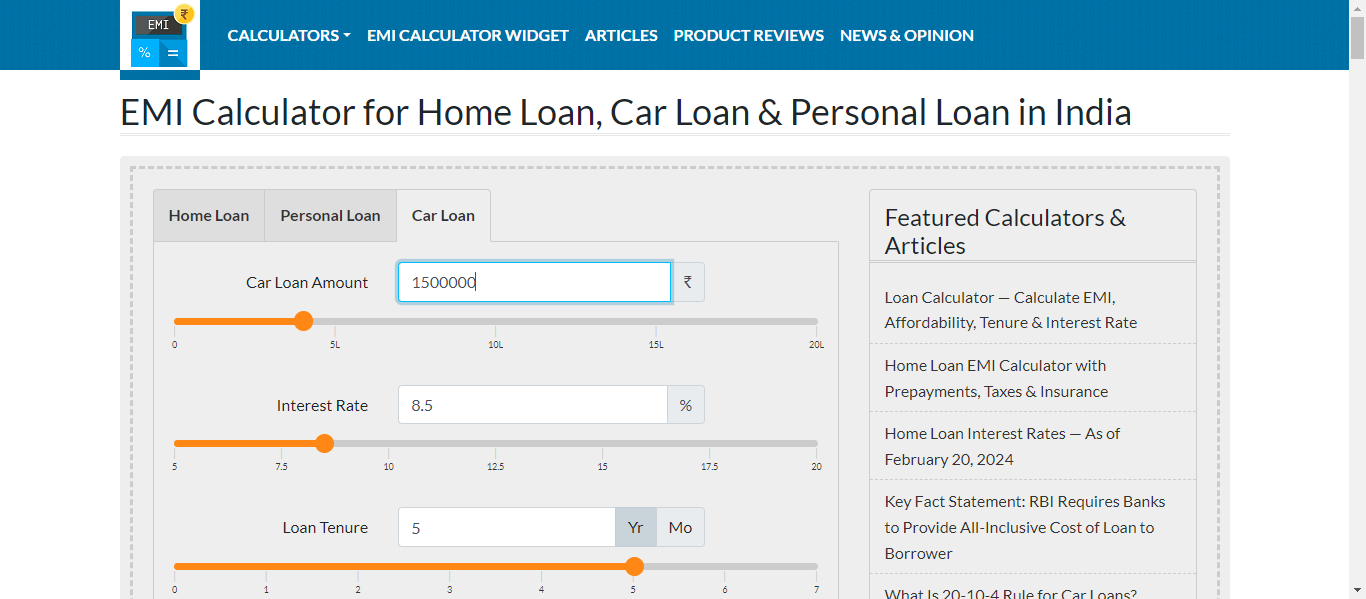 EMI
₹
%
=
CALCULATORS
EMI CALCULATOR WIDGET
ARTICLES
PRODUCT REVIEWS
NEWS & OPINION
EMI Calculator for Home Loan, Car Loan & Personal Loan in India
Home Loan
Personal Loan
Car Loan
Car Loan Amount
1500000
₹
0
5L
10L
15L
20L
Interest Rate
8.5
%
5
7.5
10
12.5
15
17.5
20
Loan Tenure
5
Yr
Mo
0
1
2
3
4
5
6
7
Featured Calculators &
Articles
Loan Calculator — Calculate EMI,
Affordability, Tenure & Interest Rate
Home Loan EMI Calculator with
Prepayments, Taxes & Insurance
Home Loan Interest Rates — As of
February 20, 2024
Key Fact Statement: RBI Requires Banks
to Provide All-Inclusive Cost of Loan to
Borrower
What Is 20-10-4 Rule for Car Loans?